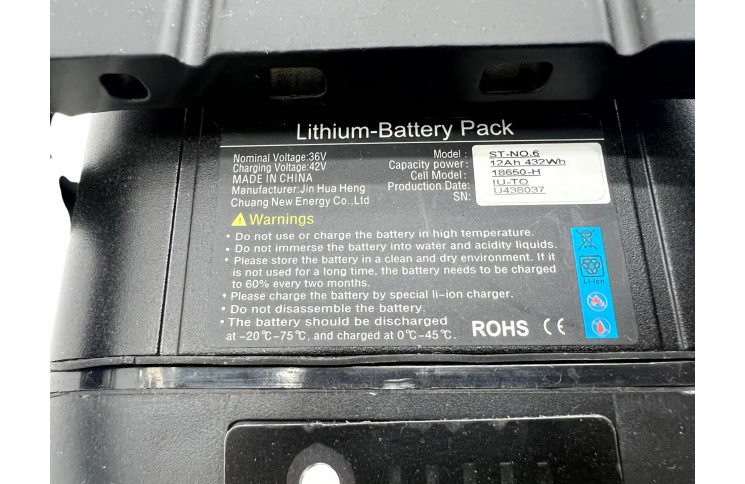 Lithium-Battery Pack
Nominal Voltage:36V
Charging Voltage:42V
MADE IN CHINA
Manufacturer:Jin Hua Heng
Chuang New Energy Co.,Ltd
Model : ST-NO.6
Capacity power: 12Ah 432Wh
Cell Model: 18650-H
Production Date: IU-TO
SN: U438037
Warnings
• Do not use or charge the battery in high temperature.
• Do not immerse the battery into water and acidity liquids.
• Please store the battery in a clean and dry environment. If it
is not used for a long time, the battery needs to be charged
to 60% every two months.
• Please charge the battery by special li-ion charger.
• Do not disassemble the battery.
• The battery should be discharged
at −20℃−75℃, and charged at 0℃−45℃.
ROHS CE
Li-ion